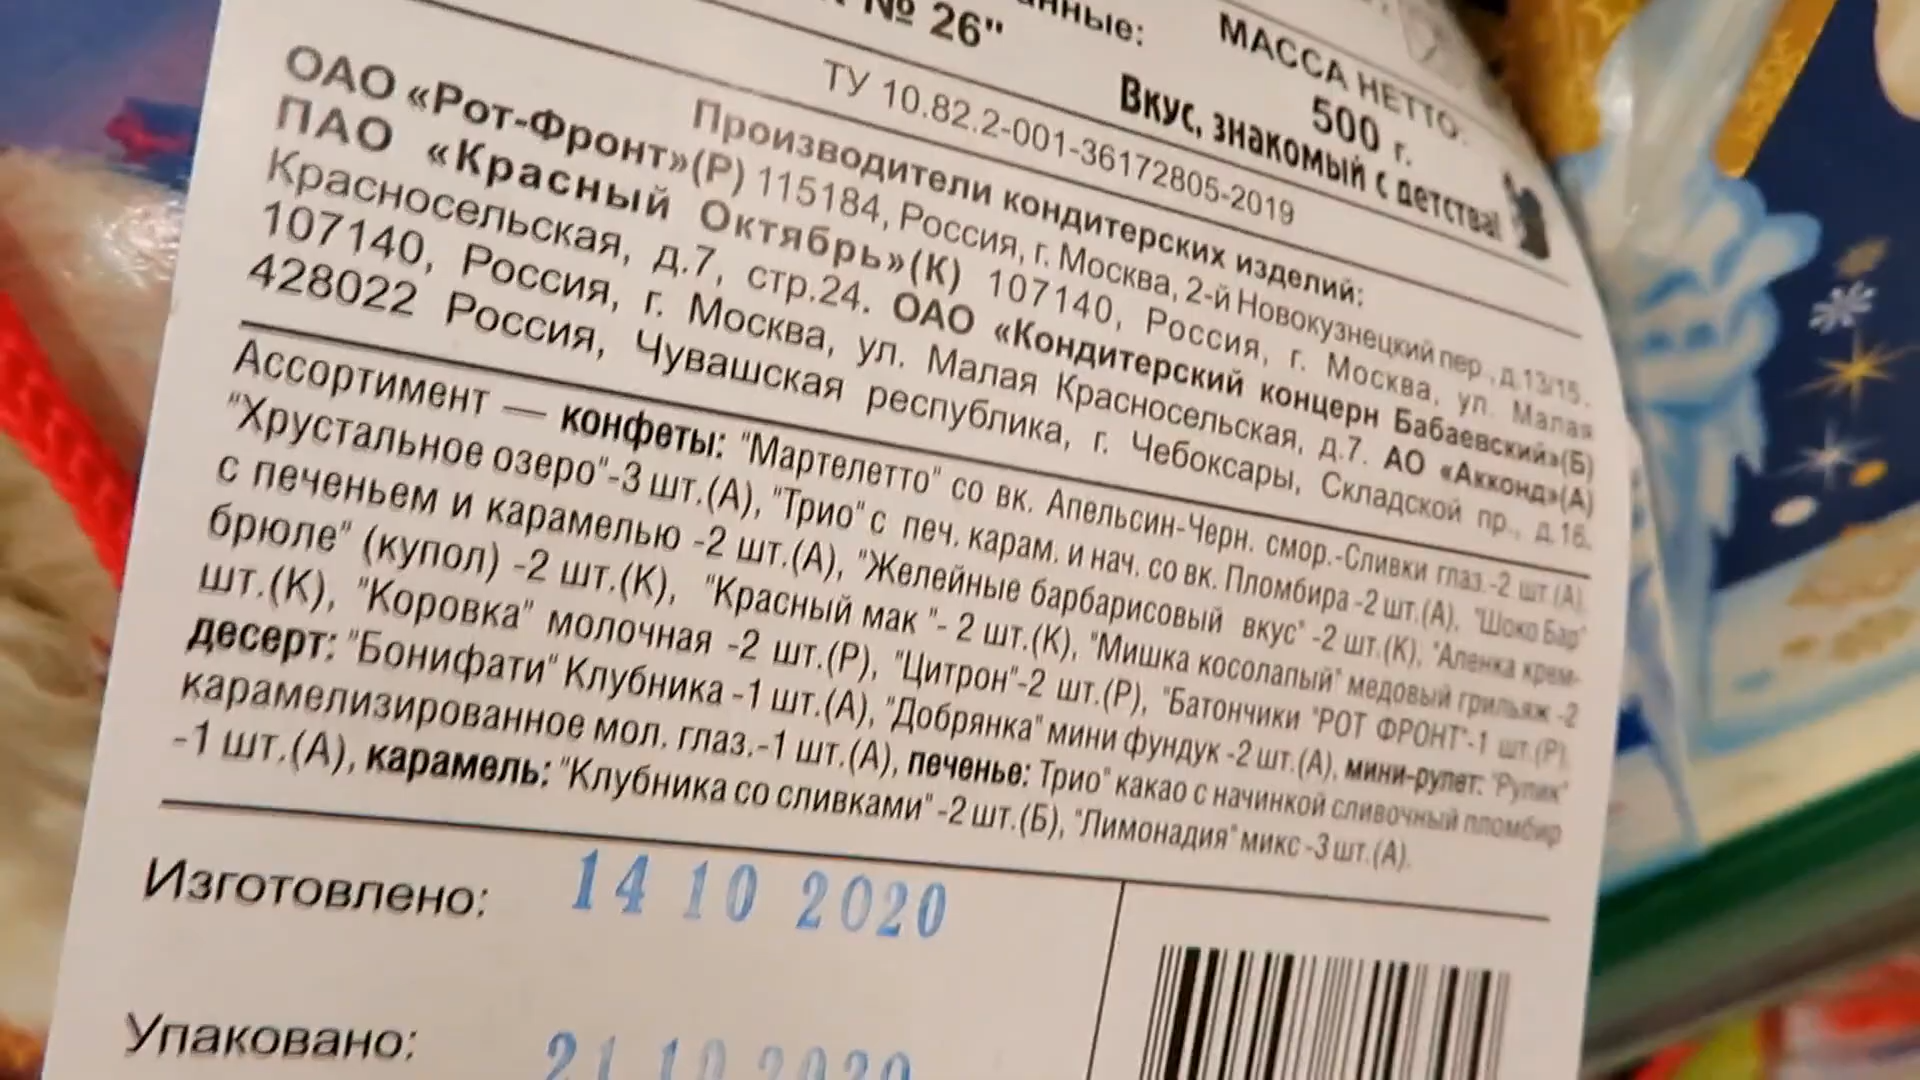 № 26"
МАССА НЕТТО:
500 г.
Вкус, знакомый с детства!
ТУ 10.82.2-001-36172805-2019
Производители кондитерских изделий:
ОАО «Рот-Фронт»(Р) 115184, Россия, г. Москва, 2-й Новокузнецкий пер., д.13/15.
ПАО «Красный Октябрь»(К) 107140, Россия, г. Москва, ул. Малая
Красносельская, д.7, стр.24. ОАО «Кондитерский концерн Бабаевский»(Б)
107140, Россия, г. Москва, ул. Малая Красносельская, д.7. АО «Акконд»(А)
428022 Россия, Чувашская республика, г. Чебоксары, Складской пр., д.16.
Ассортимент — конфеты: "Мартелетто" со вк. Апельсин-Черн. смор.-Сливки глаз.-2 шт.(А),
"Хрустальное озеро"-3 шт.(А), "Трио" с печ. карам. и нач. со вк. Пломбира -2 шт.(А), "Шоко Бар"
с печеньем и карамелью -2 шт.(А), "Желейные барбарисовый вкус" -2 шт.(К), "Аленка крем-
брюле" (купол) -2 шт.(К), "Красный мак "- 2 шт.(К), "Мишка косолапый" медовый грильяж -2
шт.(К), "Коровка" молочная -2 шт.(Р), "Цитрон"-2 шт.(Р), "Батончики "РОТ ФРОНТ"-1 шт.(Р),
десерт: "Бонифати" Клубника -1 шт.(А), "Добрянка" мини фундук -2 шт.(А), мини-рулет: "Рулик"
карамелизированное мол. глаз.-1 шт.(А), печенье: Трио" какао с начинкой сливочный пломбир
-1 шт.(А), карамель: "Клубника со сливками" -2 шт.(Б), "Лимонадия" микс -3 шт.(А).
Изготовлено: 14 10 2020
Упаковано: 21 10 2020